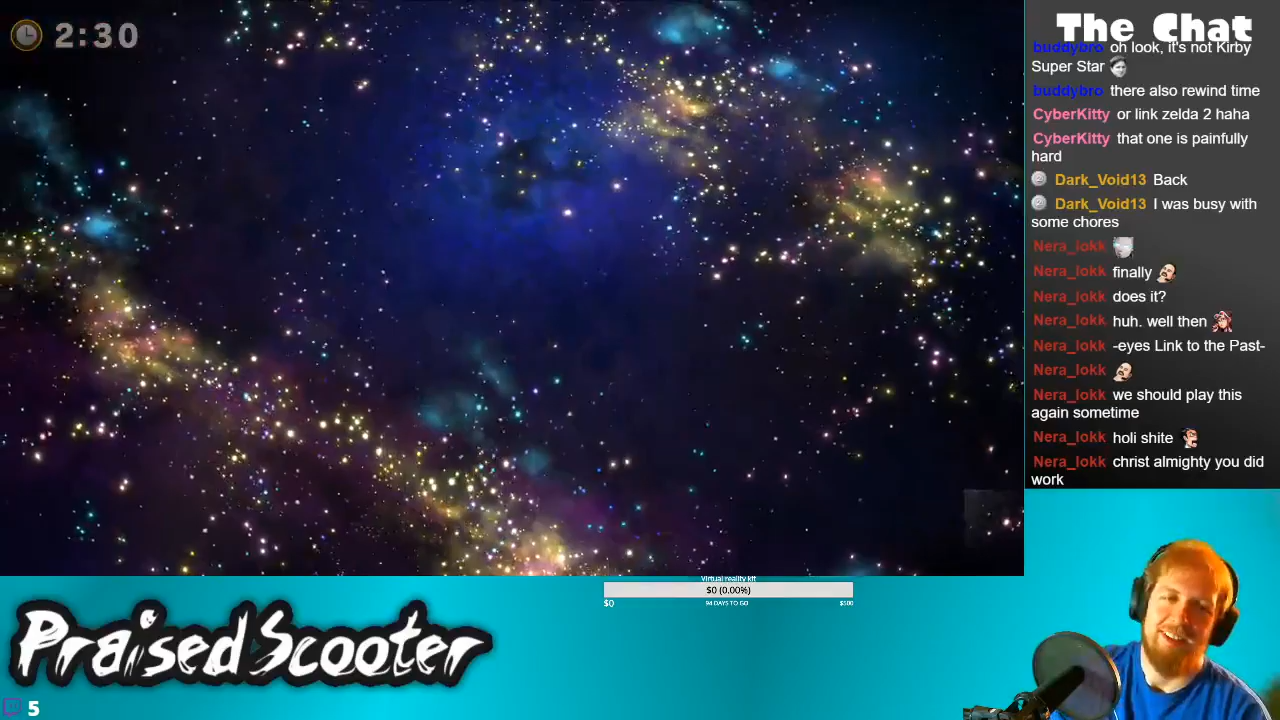 2:30
The Chat
buddybro oh look, it's not Kirby
Super Star
buddybro there also rewind time
CyberKitty or link zelda 2 haha
CyberKitty that one is painfully
hard
Dark_Void13 Back
Dark_Void13 I was busy with
some chores
Nera_lokk
Nera_lokk finally
Nera_lokk does it?
Nera_lokk huh. well then
Nera_lokk -eyes Link to the Past-
Nera_lokk
Nera_lokk we should play this
again sometime
Nera_lokk holi shite
Nera_lokk christ almighty you did
work
Virtual reality kit
$0 (0.00%)
$0 94 DAYS TO GO $500
PraisedScooter
5